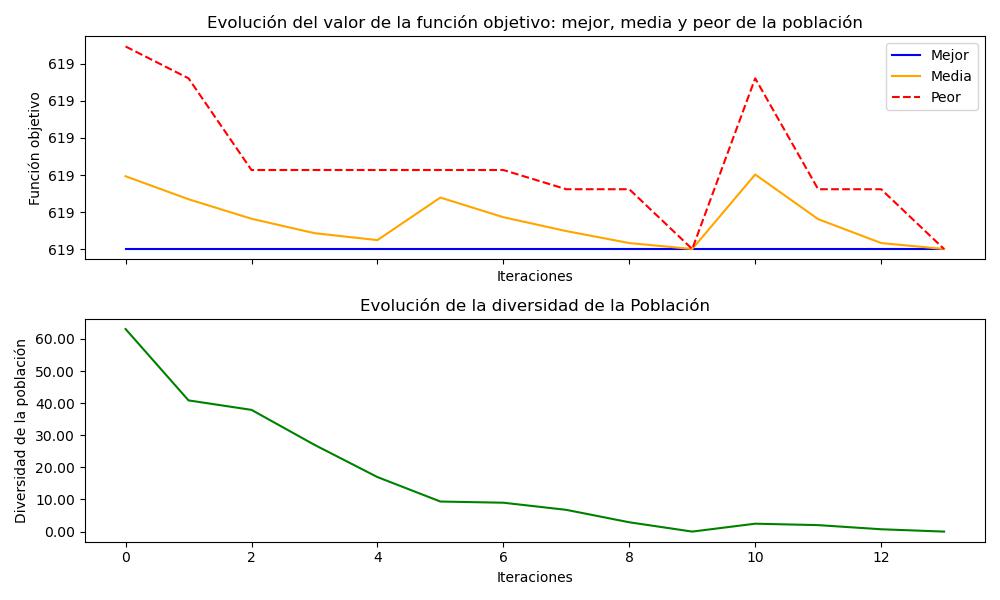 Evolución del valor de la función objetivo: mejor, media y peor de la población
Función objetivo
619
619
619
619
619
619
Mejor
Media
Peor
Iteraciones
Evolución de la diversidad de la Población
Diversidad de la población
60.00
50.00
40.00
30.00
20.00
10.00
0.00
0 2 4 6 8 10 12
Iteraciones